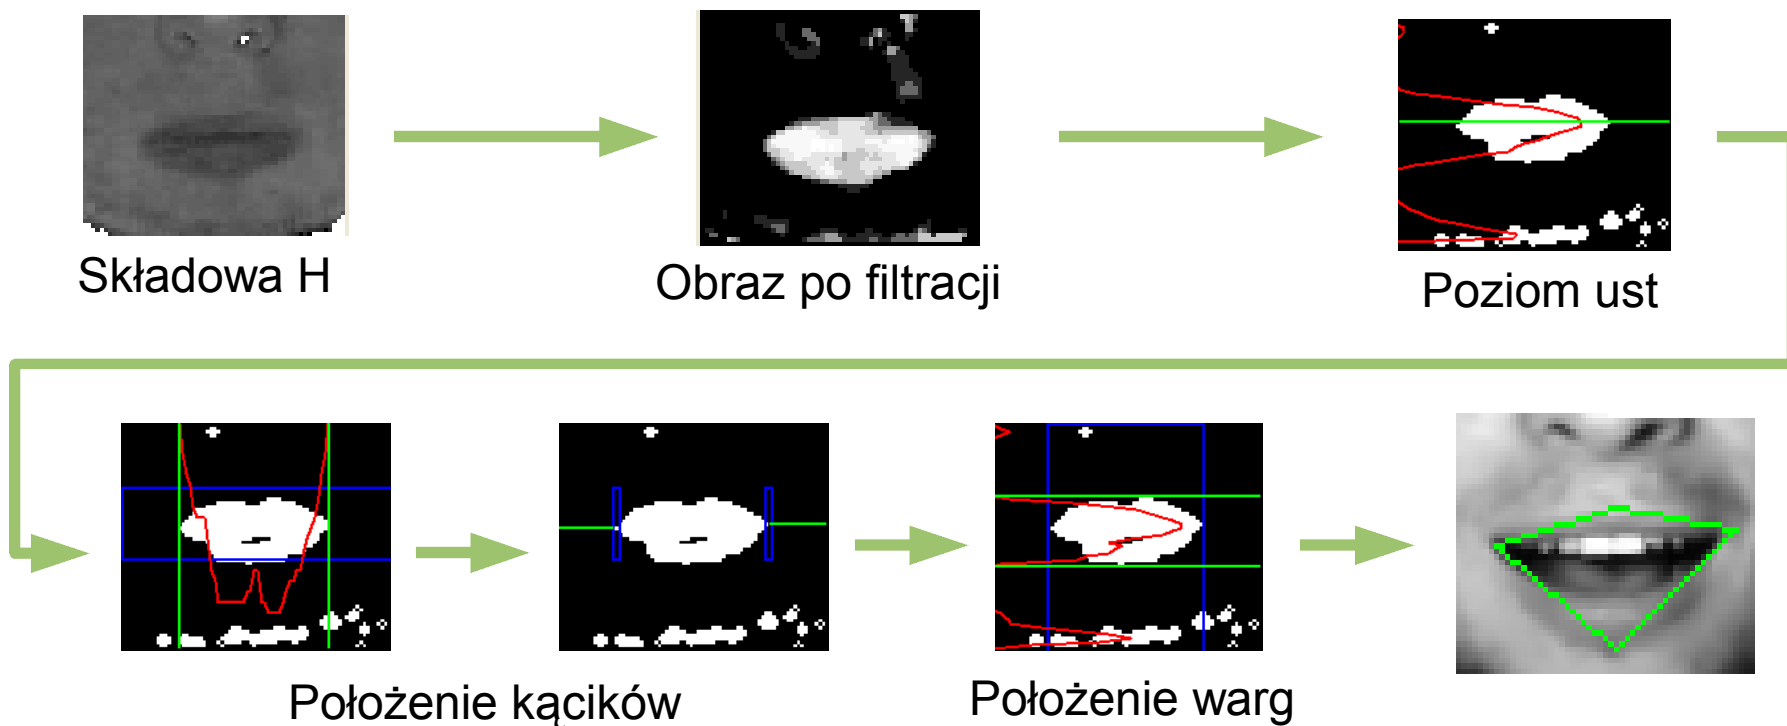 Składowa H
Obraz po filtracji
Poziom ust
Położenie kącików
Położenie warg